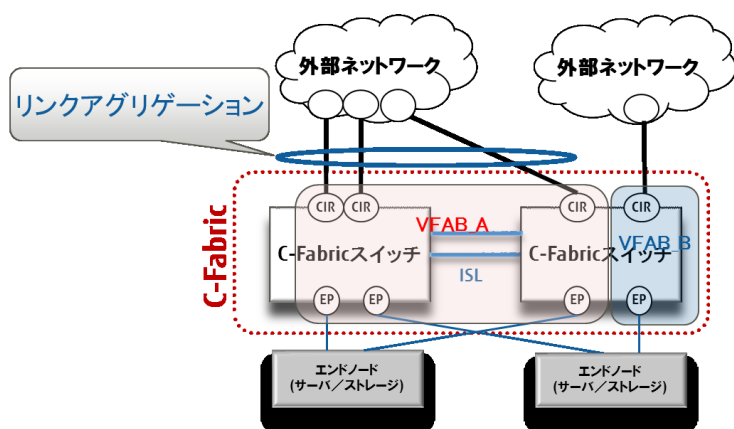 外部ネットワーク
外部ネットワーク
リンクアグリゲーション
C-Fabric
CIR
CIR
CIR
CIR
VFAB_A
VFAB_B
C-Fabricスイッチ
C-Fabricスイッチ
ISL
EP
EP
EP
EP
エンドノード
(サーバ／ストレージ)
エンドノード
(サーバ／ストレージ)